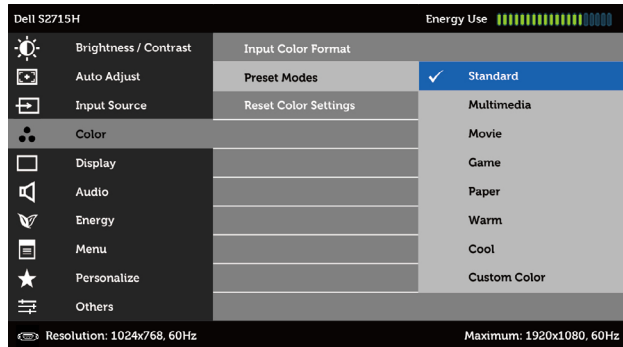 Dell S2715H Energy Use
Brightness / Contrast Input Color Format
Auto Adjust Preset Modes Standard
Input Source Reset Color Settings Multimedia
Color Movie
Display Game
Audio Paper
Energy Warm
Menu Cool
Personalize Custom Color
Others
Resolution: 1024x768, 60Hz Maximum: 1920x1080, 60Hz